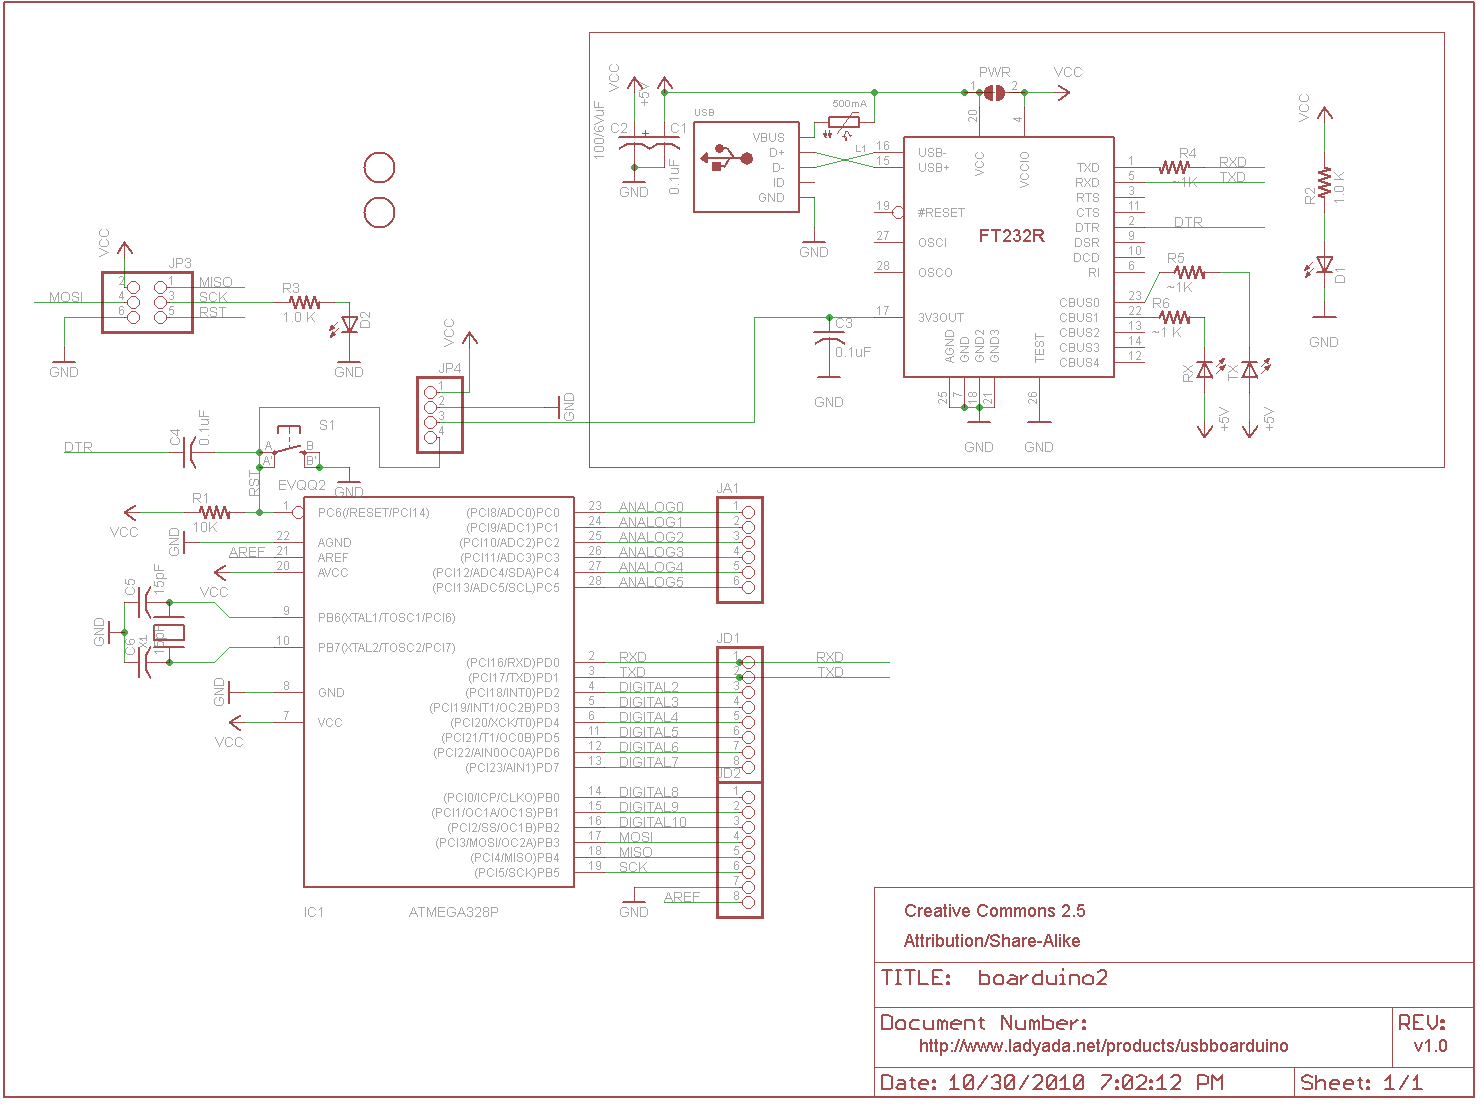 PWR
VCC
1
2
20
4
VCC
+5V
500mA
USB
C2
+
C1
100/6V
uF
0.1uF
GND
VBUS
D+
D-
ID
GND
GND
L1
16
15
19
27
28
17
USB-
USB+
#RESET
OSCI
OSCO
3V3OUT
VCC
VCCIO
FT232R
AGND
GND
GND2
GND3
TEST
25
7
18
21
26
GND
GND
TXD
RXD
RTS
CTS
DTR
DSR
DCD
RI
CBUS0
CBUS1
CBUS2
CBUS3
CBUS4
1
5
3
11
2
9
10
6
23
22
13
14
12
R4
~1K
RXD
TXD
DTR
R5
~1K
R6
~1K
RX
TX
+5V
+5V
VCC
R2
1.0 K
D1
GND
C3
0.1uF
GND
VCC
JP3
2
1
MISO
MOSI
4
3
SCK
6
5
RST
GND
R3
1.0 K
D2
GND
VCC
JP4
1
2
3
4
GND
DTR
C4
0.1uF
S1
A
B
A'
B'
EVQQ2
GND
RST
R1
10K
VCC
1
PC6(/RESET/PCI14)
GND
22
AGND
AREF
21
AREF
VCC
20
AVCC
C5
15pF
GND
C6
X1
15pF
9
PB6(XTAL1/TOSC1/PCI6)
10
PB7(XTAL2/TOSC2/PCI7)
GND
8
GND
VCC
7
VCC
(PCI8/ADC0)PC0
23
ANALOG0
(PCI9/ADC1)PC1
24
ANALOG1
(PCI10/ADC2)PC2
25
ANALOG2
(PCI11/ADC3)PC3
26
ANALOG3
(PCI12/ADC4/SDA)PC4
27
ANALOG4
(PCI13/ADC5/SCL)PC5
28
ANALOG5
JA1
1
2
3
4
5
6
(PCI16/RXD)PD0
2
RXD
(PCI17/TXD)PD1
3
TXD
(PCI18/INT0)PD2
4
DIGITAL2
(PCI19/INT1/OC2B)PD3
5
DIGITAL3
(PCI20/XCK/T0)PD4
6
DIGITAL4
(PCI21/T1/OC0B)PD5
11
DIGITAL5
(PCI22/AIN0OC0A)PD6
12
DIGITAL6
(PCI23/AIN1)PD7
13
DIGITAL7
JD1
1
2
3
4
5
6
7
8
RXD
TXD
(PCI0/ICP/CLKO)PB0
14
DIGITAL8
(PCI1/OC1A/OC1S)PB1
15
DIGITAL9
(PCI2/SS/OC1B)PB2
16
DIGITAL10
(PCI3/MOSI/OC2A)PB3
17
MOSI
(PCI4/MISO)PB4
18
MISO
(PCI5/SCK)PB5
19
SCK
JD2
1
2
3
4
5
6
7
8
GND
AREF
IC1
ATMEGA328P
Creative Commons 2.5
Attribution/Share-Alike
TITLE: boarduino2
Document Number:
http://www.ladyada.net/products/usbboarduino
REV:
v1.0
Date: 10/30/2010 7:02:12 PM
Sheet: 1/1